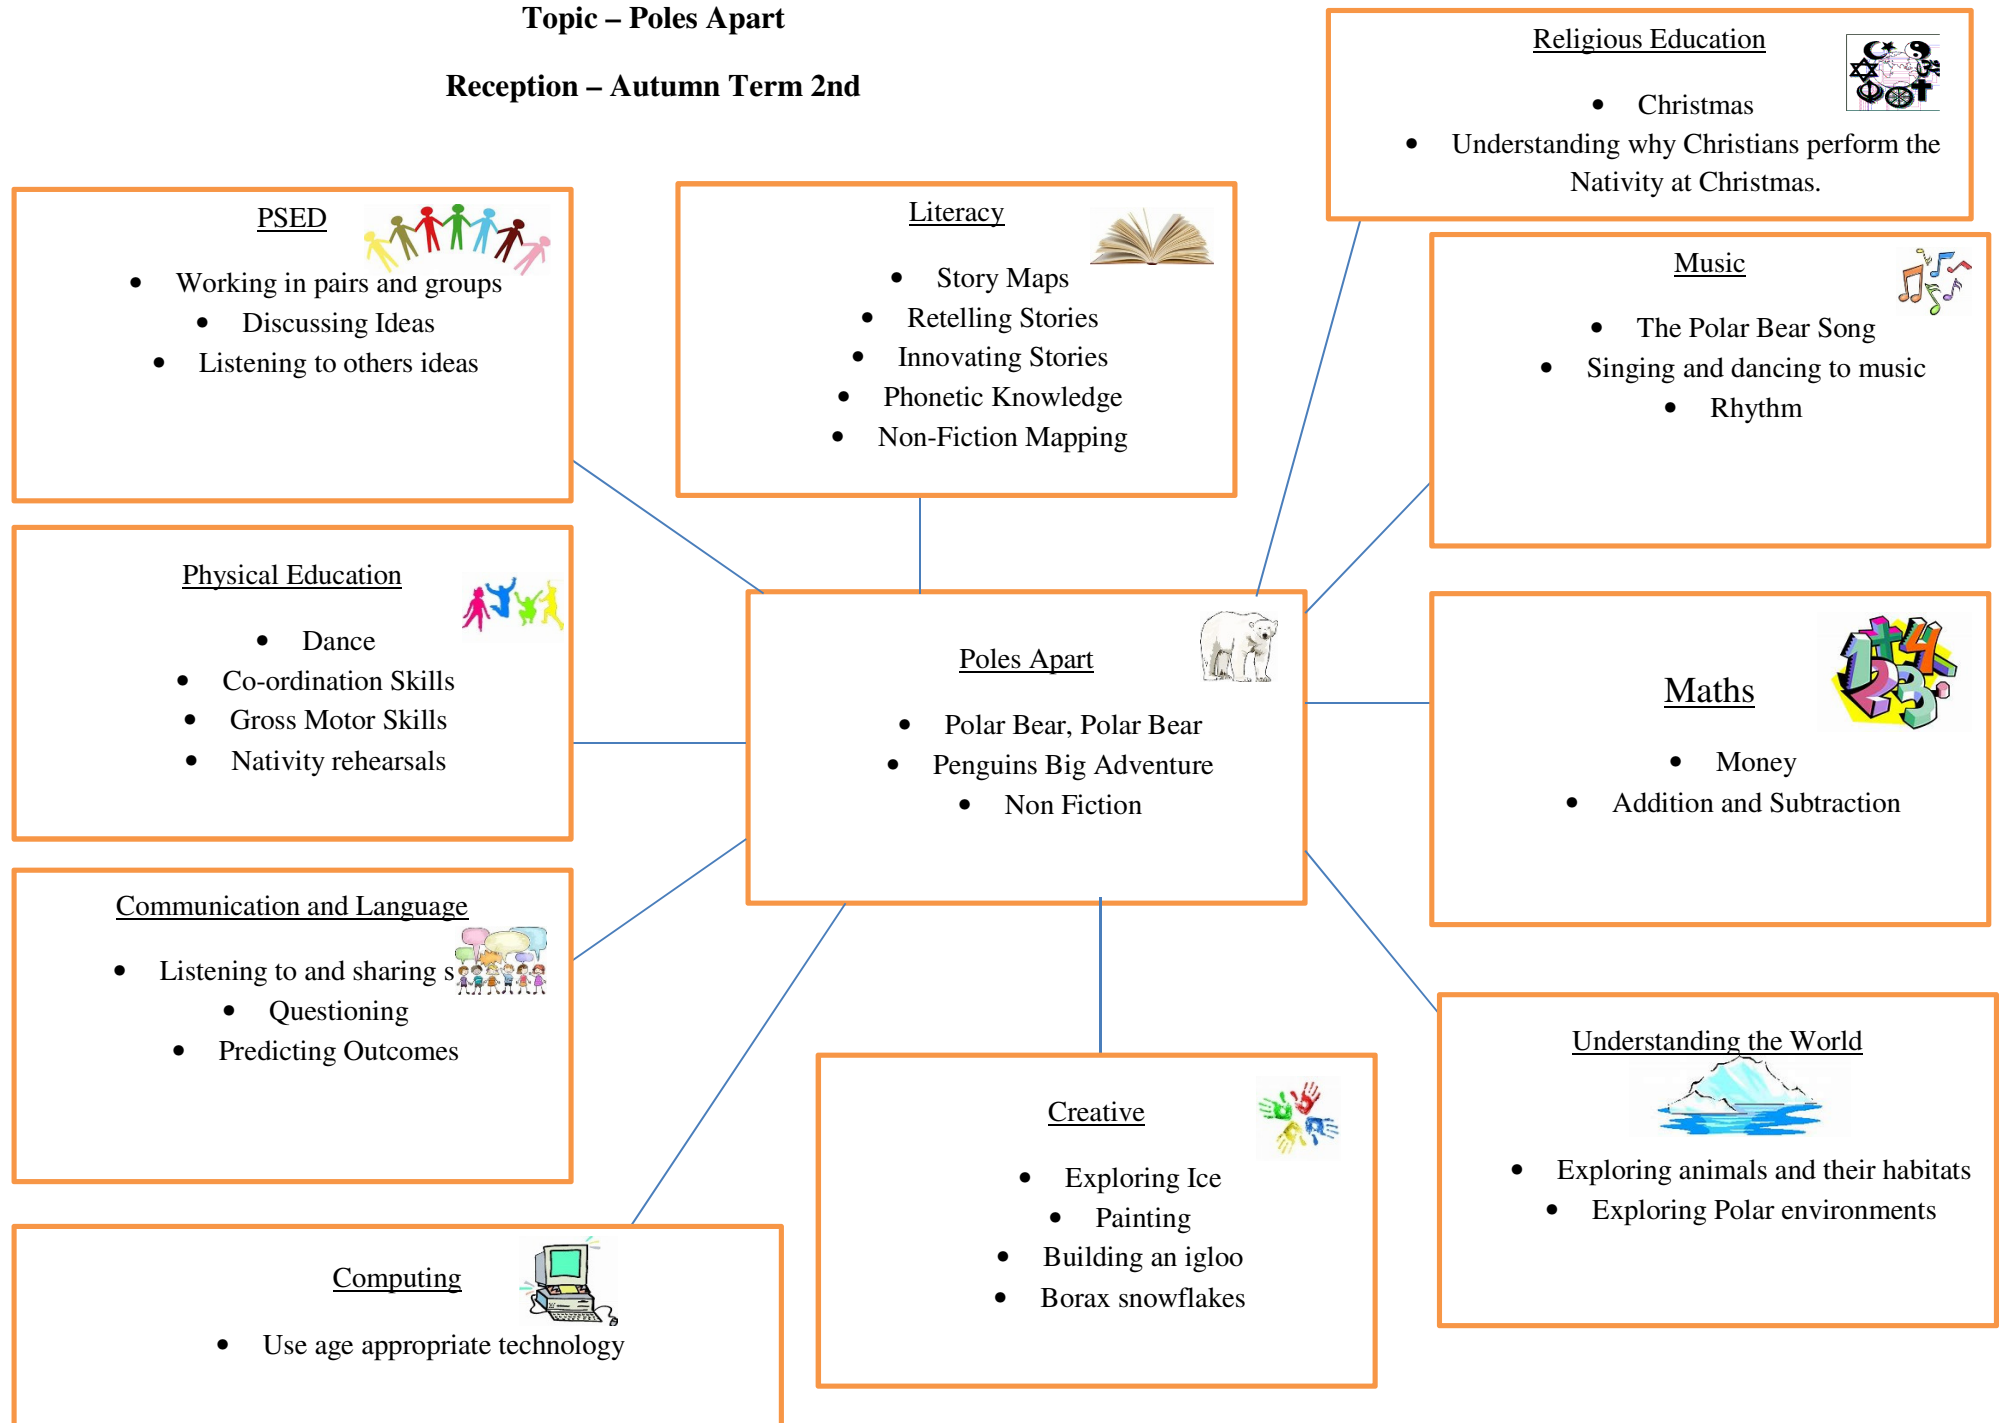 Topic – Poles Apart
Reception – Autumn Term 2nd
Religious Education
• Christmas
• Understanding why Christians perform the
Nativity at Christmas.
PSED
• Working in pairs and groups
• Discussing Ideas
• Listening to others ideas
Literacy
• Story Maps
• Retelling Stories
• Innovating Stories
• Phonetic Knowledge
• Non-Fiction Mapping
Music
• The Polar Bear Song
• Singing and dancing to music
• Rhythm
Physical Education
• Dance
• Co-ordination Skills
• Gross Motor Skills
• Nativity rehearsals
Poles Apart
• Polar Bear, Polar Bear
• Penguins Big Adventure
• Non Fiction
Maths
• Money
• Addition and Subtraction
Communication and Language
• Listening to and sharing
• Questioning
• Predicting Outcomes
Creative
• Exploring Ice
• Painting
• Building an igloo
• Borax snowflakes
Understanding the World
• Exploring animals and their habitats
• Exploring Polar environments
Computing
• Use age appropriate technology